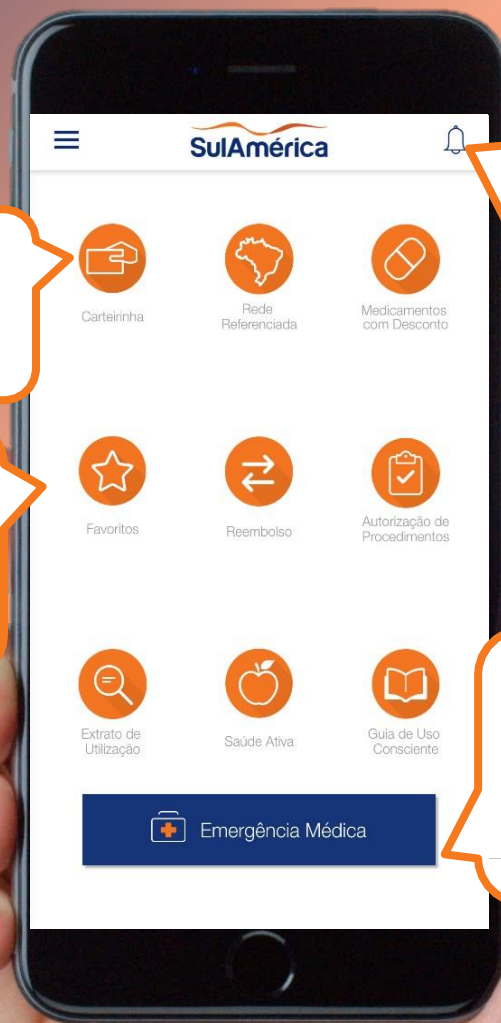 SulAmérica
Carteirinha
Rede
Referenciada
Medicamentos
com Desconto
Favoritos
Reembolso
Autorização de
Procedimentos
Extrato de
Utilização
Saúde Ativa
Guia de Uso
Consciente
Emergência Médica